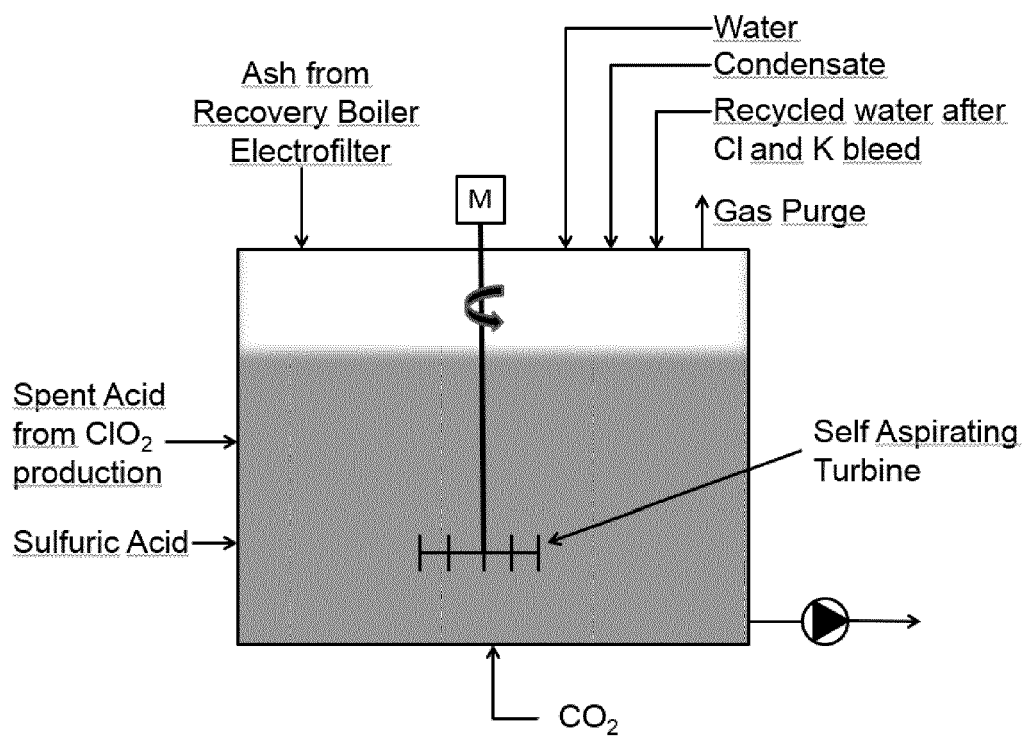 Water
Condensate
Recycled water after
Cl and K bleed
Gas Purge
Ash from
Recovery Boiler
Electrofilter
M
Spent Acid
from ClO₂
production
Sulfuric Acid
Self Aspirating
Turbine
CO₂